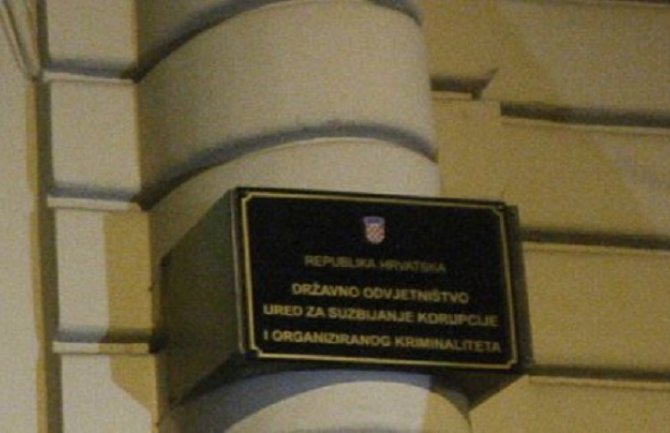 REPUBLIKA HRVATSKA
DRŽAVNO ODVJETNIŠTVO
URED ZA SUZBIJANJE KORUPCIJE
I ORGANIZIRANOG KRIMINALITETA